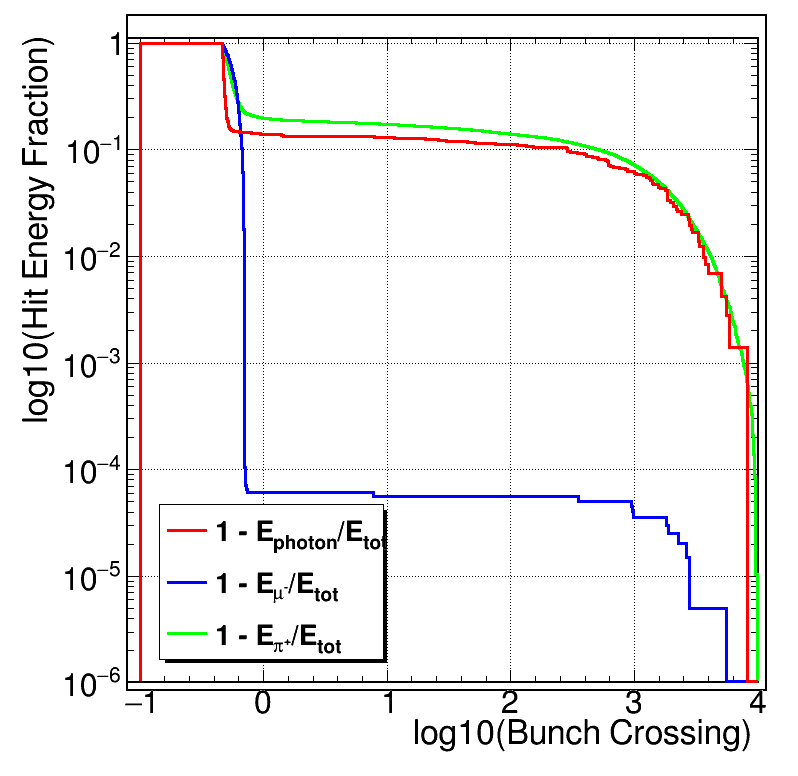 log10(Hit Energy Fraction)
1
10⁻¹
10⁻²
10⁻³
10⁻⁴
10⁻⁵
10⁻⁶
1 - E_photon/E_tot
1 - E_μ⁻/E_tot
1 - E_π⁺/E_tot
−1 0 1 2 3 4
log10(Bunch Crossing)